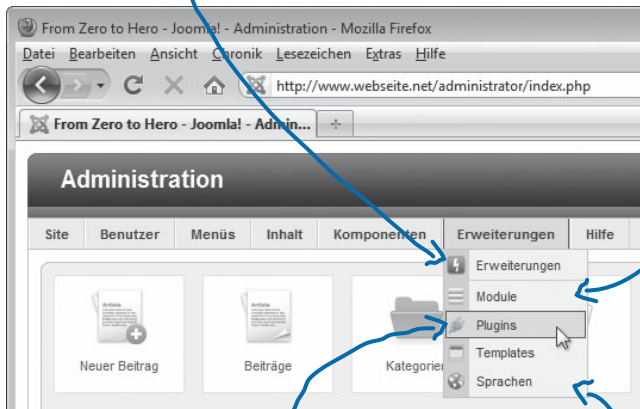 From Zero to Hero - Joomla! - Administration - Mozilla Firefox
Datei Bearbeiten Ansicht Chronik Lesezeichen Extras Hilfe
http://www.webseite.net/administrator/index.php
From Zero to Hero - Joomla! - Admin...
Administration
Site Benutzer Menüs Inhalt Komponenten Erweiterungen Hilfe
Erweiterungen
Module
Plugins
Templates
Sprachen
Neuer Beitrag Beiträge Kategorie